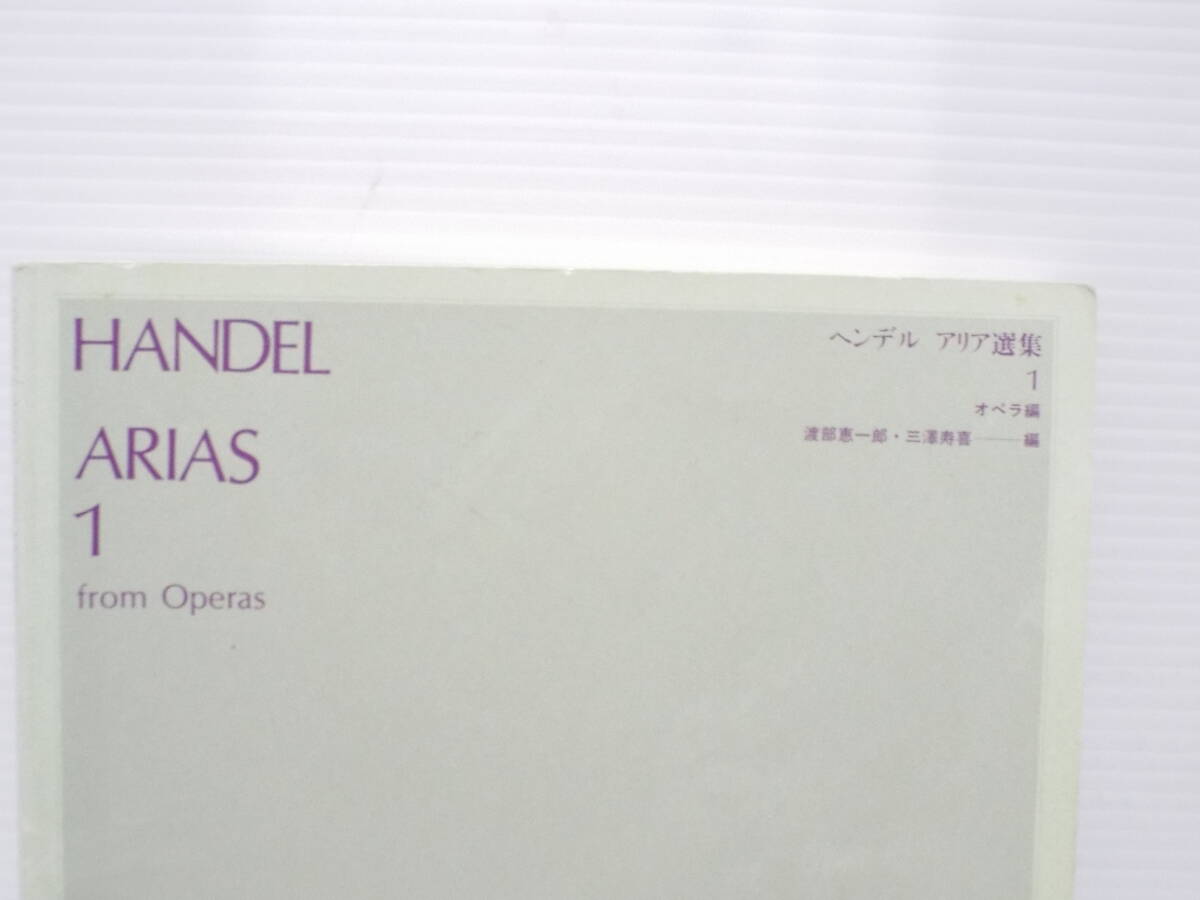 HANDEL
ARIAS
1
from Operas
ヘンデル アリア選集
1
オペラ編
渡部恵一郎・三澤寿喜——編